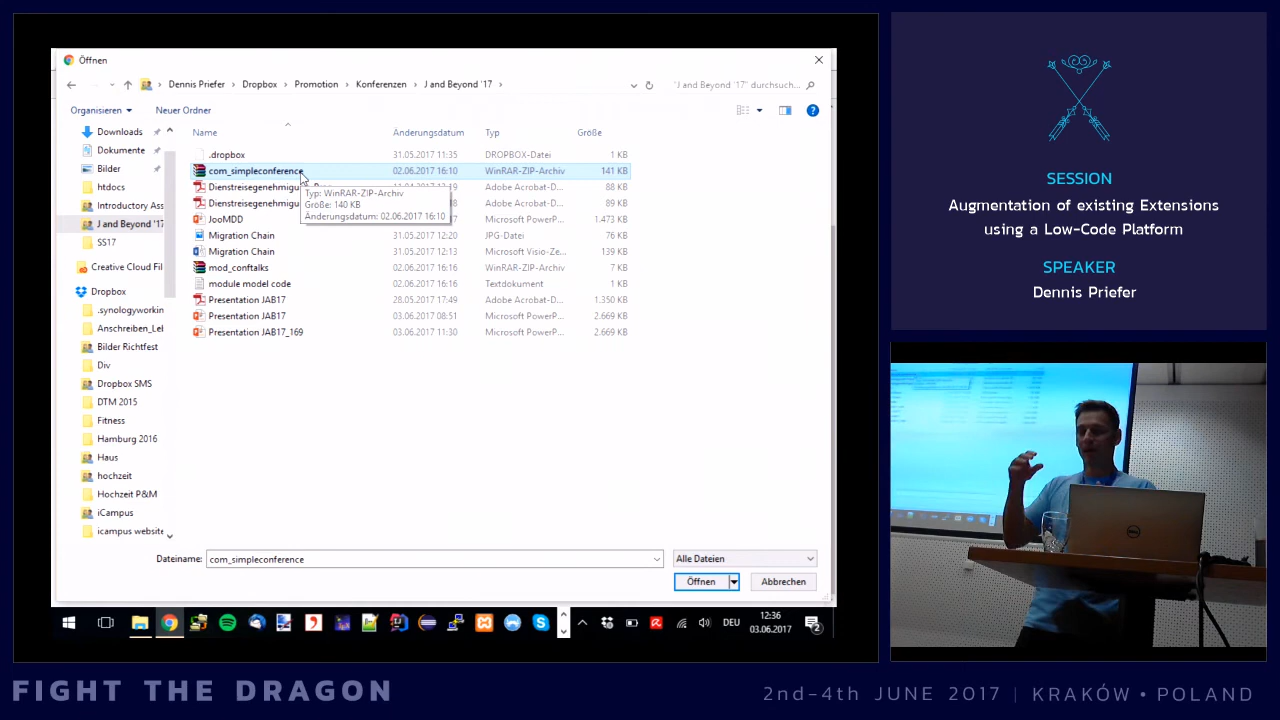 Öffnen
Dennis Priefer > Dropbox > Promotion > Konferenzen > J and Beyond '17 >
"J and Beyond '17" durchsuch...
Organisieren
Neuer Ordner
Name Änderungsdatum Typ Größe
.dropbox 31.05.2017 11:35 DROPBOX-Datei 1 KB
com_simpleconference 02.06.2017 16:10 WinRAR-ZIP-Archiv 141 KB
Dienstreisegenehmigu Adobe Acrobat-D... 88 KB
Dienstreisegenehmigu Adobe Acrobat-D... 89 KB
JooMDD Microsoft PowerP... 1.473 KB
Migration Chain 31.05.2017 12:20 JPG-Datei 76 KB
Migration Chain 31.05.2017 12:13 Microsoft Visio-Ze... 139 KB
mod_conftalks 02.06.2017 16:16 WinRAR-ZIP-Archiv 7 KB
module model code 02.06.2017 16:16 Textdokument 1 KB
Presentation JAB17 28.05.2017 17:49 Adobe Acrobat-D... 1.350 KB
Presentation JAB17 03.06.2017 08:51 Microsoft PowerP... 2.669 KB
Presentation JAB17_169 03.06.2017 11:30 Microsoft PowerP... 2.669 KB
Typ: WinRAR-ZIP-Archiv
Größe: 140 KB
Änderungsdatum: 02.06.2017 16:10
Downloads
Dokumente
Bilder
htdocs
Introductory Ass
J and Beyond '17
SS17
Creative Cloud Fil
Dropbox
.synologyworkin
Anschreiben_Leb
Bilder Richtfest
Div
Dropbox SMS
DTM 2015
Fitness
Hamburg 2016
Haus
hochzeit
Hochzeit P&M
iCampus
icampus website
Dateiname: com_simpleconference
Alle Dateien
Öffnen
Abbrechen
DEU
12:36
03.06.2017
2
SESSION
Augmentation of existing Extensions
using a Low-Code Platform
SPEAKER
Dennis Priefer
DELL
FIGHT THE DRAGON
2nd-4th JUNE 2017 | KRAKÓW • POLAND